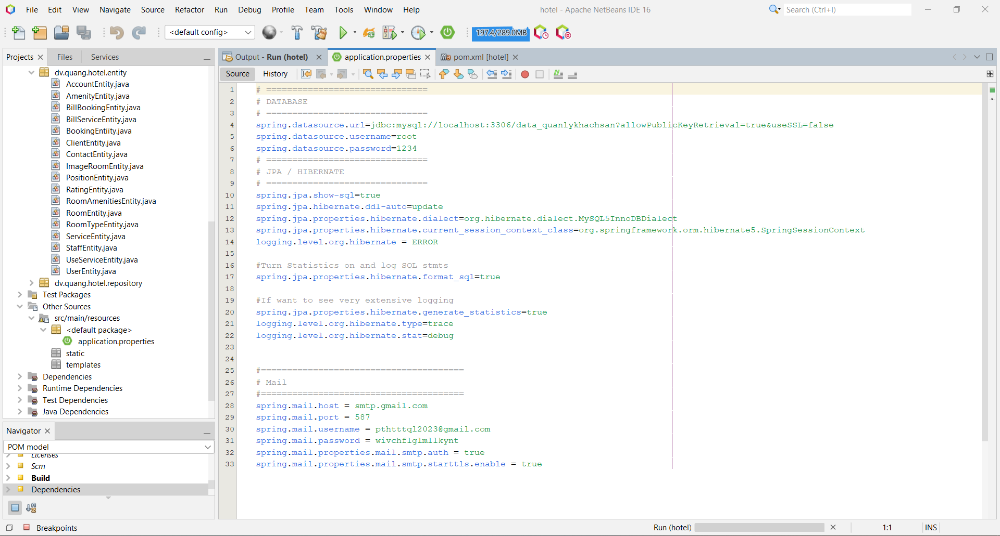 File Edit View Navigate Source Refactor Run Debug Profile Team Tools Window Help
hotel - Apache NetBeans IDE 16
Search (Ctrl+I)
<default config>
197.4/289.0MB
Projects Files Services
dv.quang.hotel.entity
AccountEntity.java
AmenityEntity.java
BillBookingEntity.java
BillServiceEntity.java
BookingEntiity.java
ClientEntity.java
ContactEntity.java
ImageRoomEntity.java
PositionEntity.java
RatingEntity.java
RoomAmenitiesEntity.java
RoomEntity.java
RoomTypeEntity.java
ServiceEntity.java
StaffEntity.java
UseServiceEntity.java
UserEntity.java
dv.quang.hotel.repository
Test Packages
Other Sources
src/main/resources
<default package>
application.properties
static
templates
Dependencies
Runtime Dependencies
Test Dependencies
Java Dependencies
Navigator
POM model
Licenses
Scm
Build
Dependencies
Output - Run (hotel) application.properties pom.xml [hotel]
Source History
1 # ===============================
2 # DATABASE
3 # ===============================
4 spring.datasource.url=jdbc:mysql://localhost:3306/data_quanlykhachsan?allowPublicKeyRetrieval=true&useSSL=false
5 spring.datasource.username=root
6 spring.datasource.password=1234
7 # ===============================
8 # JPA / HIBERNATE
9 # ===============================
10 spring.jpa.show-sql=true
11 spring.jpa.hibernate.ddl-auto=update
12 spring.jpa.properties.hibernate.dialect=org.hibernate.dialect.MySQL5InnoDBDialect
13 spring.jpa.properties.hibernate.current_session_context_class=org.springframework.orm.hibernate5.SpringSessionContext
14 logging.level.org.hibernate = ERROR
15
16 #Turn Statistics on and log SQL stmts
17 spring.jpa.properties.hibernate.format_sql=true
18
19 #If want to see very extensive logging
20 spring.jpa.properties.hibernate.generate_statistics=true
21 logging.level.org.hibernate.type=trace
22 logging.level.org.hibernate.stat=debug
23
24
25 #=======================================
26 # Mail
27 #=======================================
28 spring.mail.host = smtp.gmail.com
29 spring.mail.port = 587
30 spring.mail.username = pthtttql2023@gmail.com
31 spring.mail.password = wivchflglmllkynt
32 spring.mail.properties.mail.smtp.auth = true
33 spring.mail.properties.mail.smtp.starttls.enable = true
Breakpoints
Run (hotel)
1:1
INS